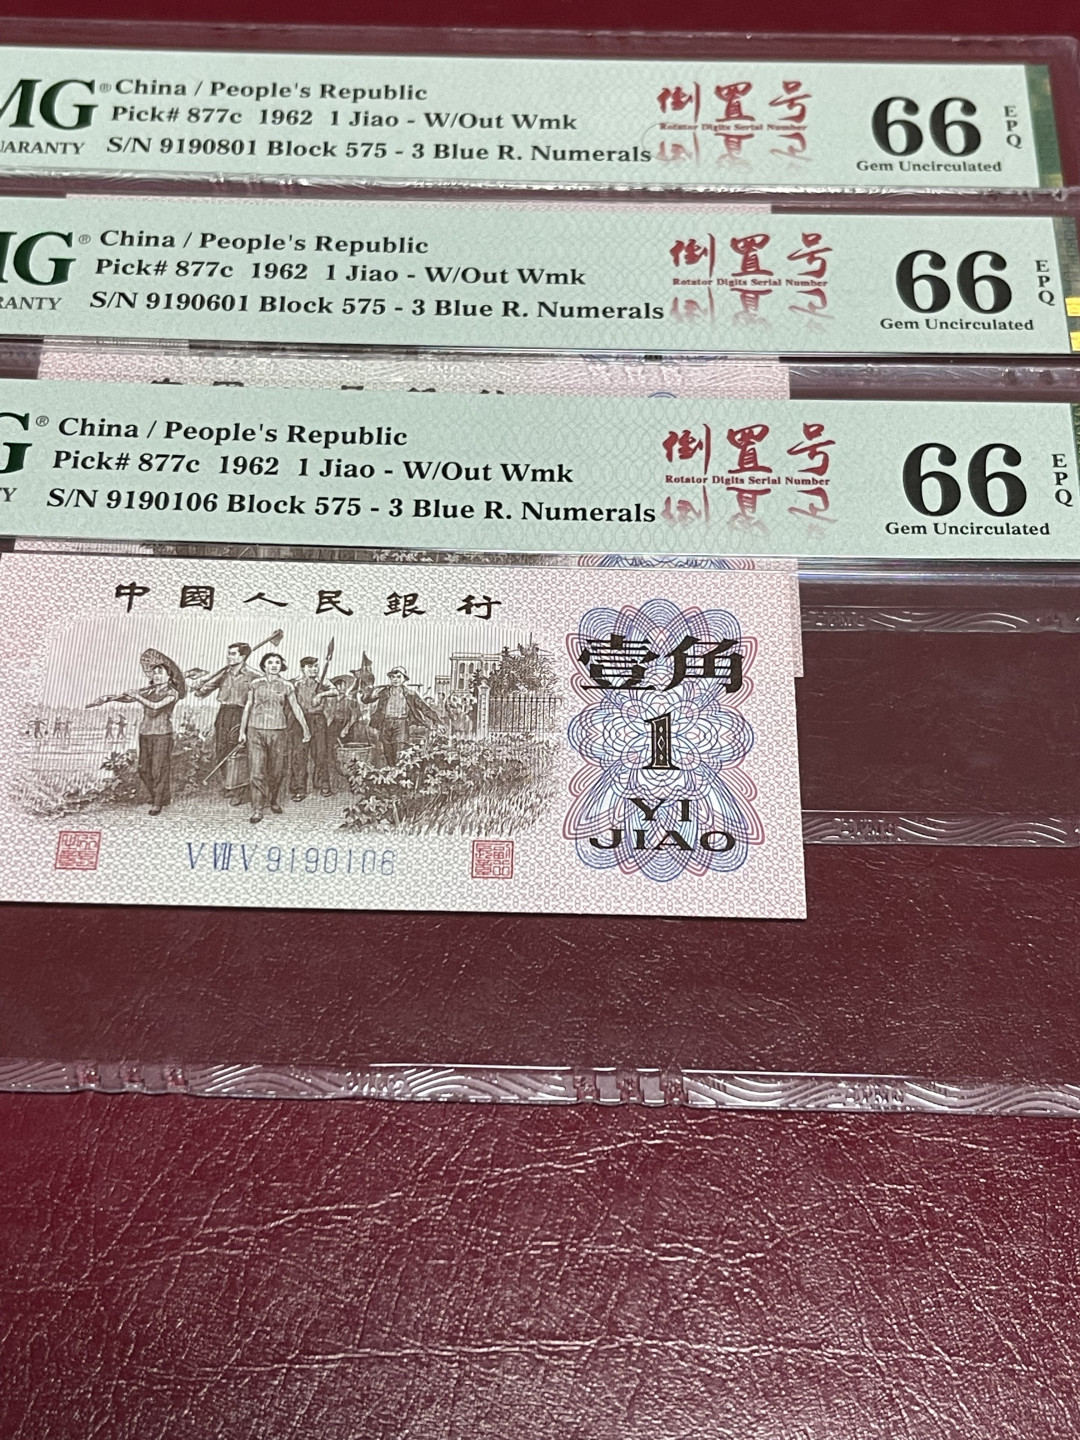 MG® China / People's Republic
Pick# 877c 1962 1 Jiao - W/Out Wmk
S/N 9190801 Block 575 - 3 Blue R. Numerals
倒置号
Rotator Digits Serial Number
66
EPQ
Gem Uncirculated
G® China / People's Republic
Pick# 877c 1962 1 Jiao - W/Out Wmk
S/N 9190601 Block 575 - 3 Blue R. Numerals
倒置号
Rotator Digits Serial Number
66
EPQ
Gem Uncirculated
G® China / People's Republic
Pick# 877c 1962 1 Jiao - W/Out Wmk
S/N 9190106 Block 575 - 3 Blue R. Numerals
倒置号
Rotator Digits Serial Number
66
EPQ
Gem Uncirculated
中國人民銀行
壹角
1
YI
JIAO
V VII V 9190106